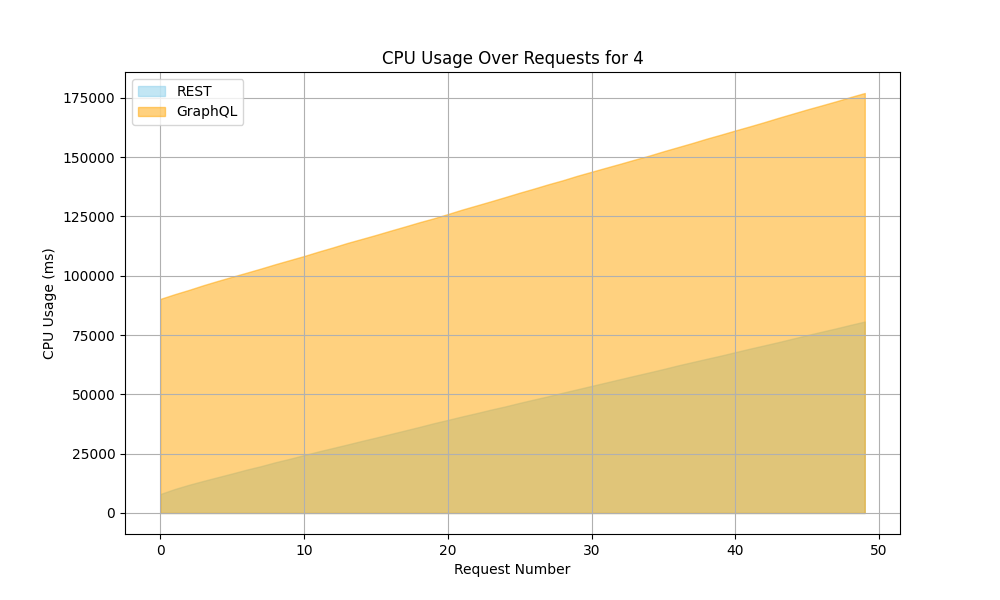 CPU Usage Over Requests for 4
REST
GraphQL
CPU Usage (ms)
175000
150000
125000
100000
75000
50000
25000
0
0 10 20 30 40 50
Request Number